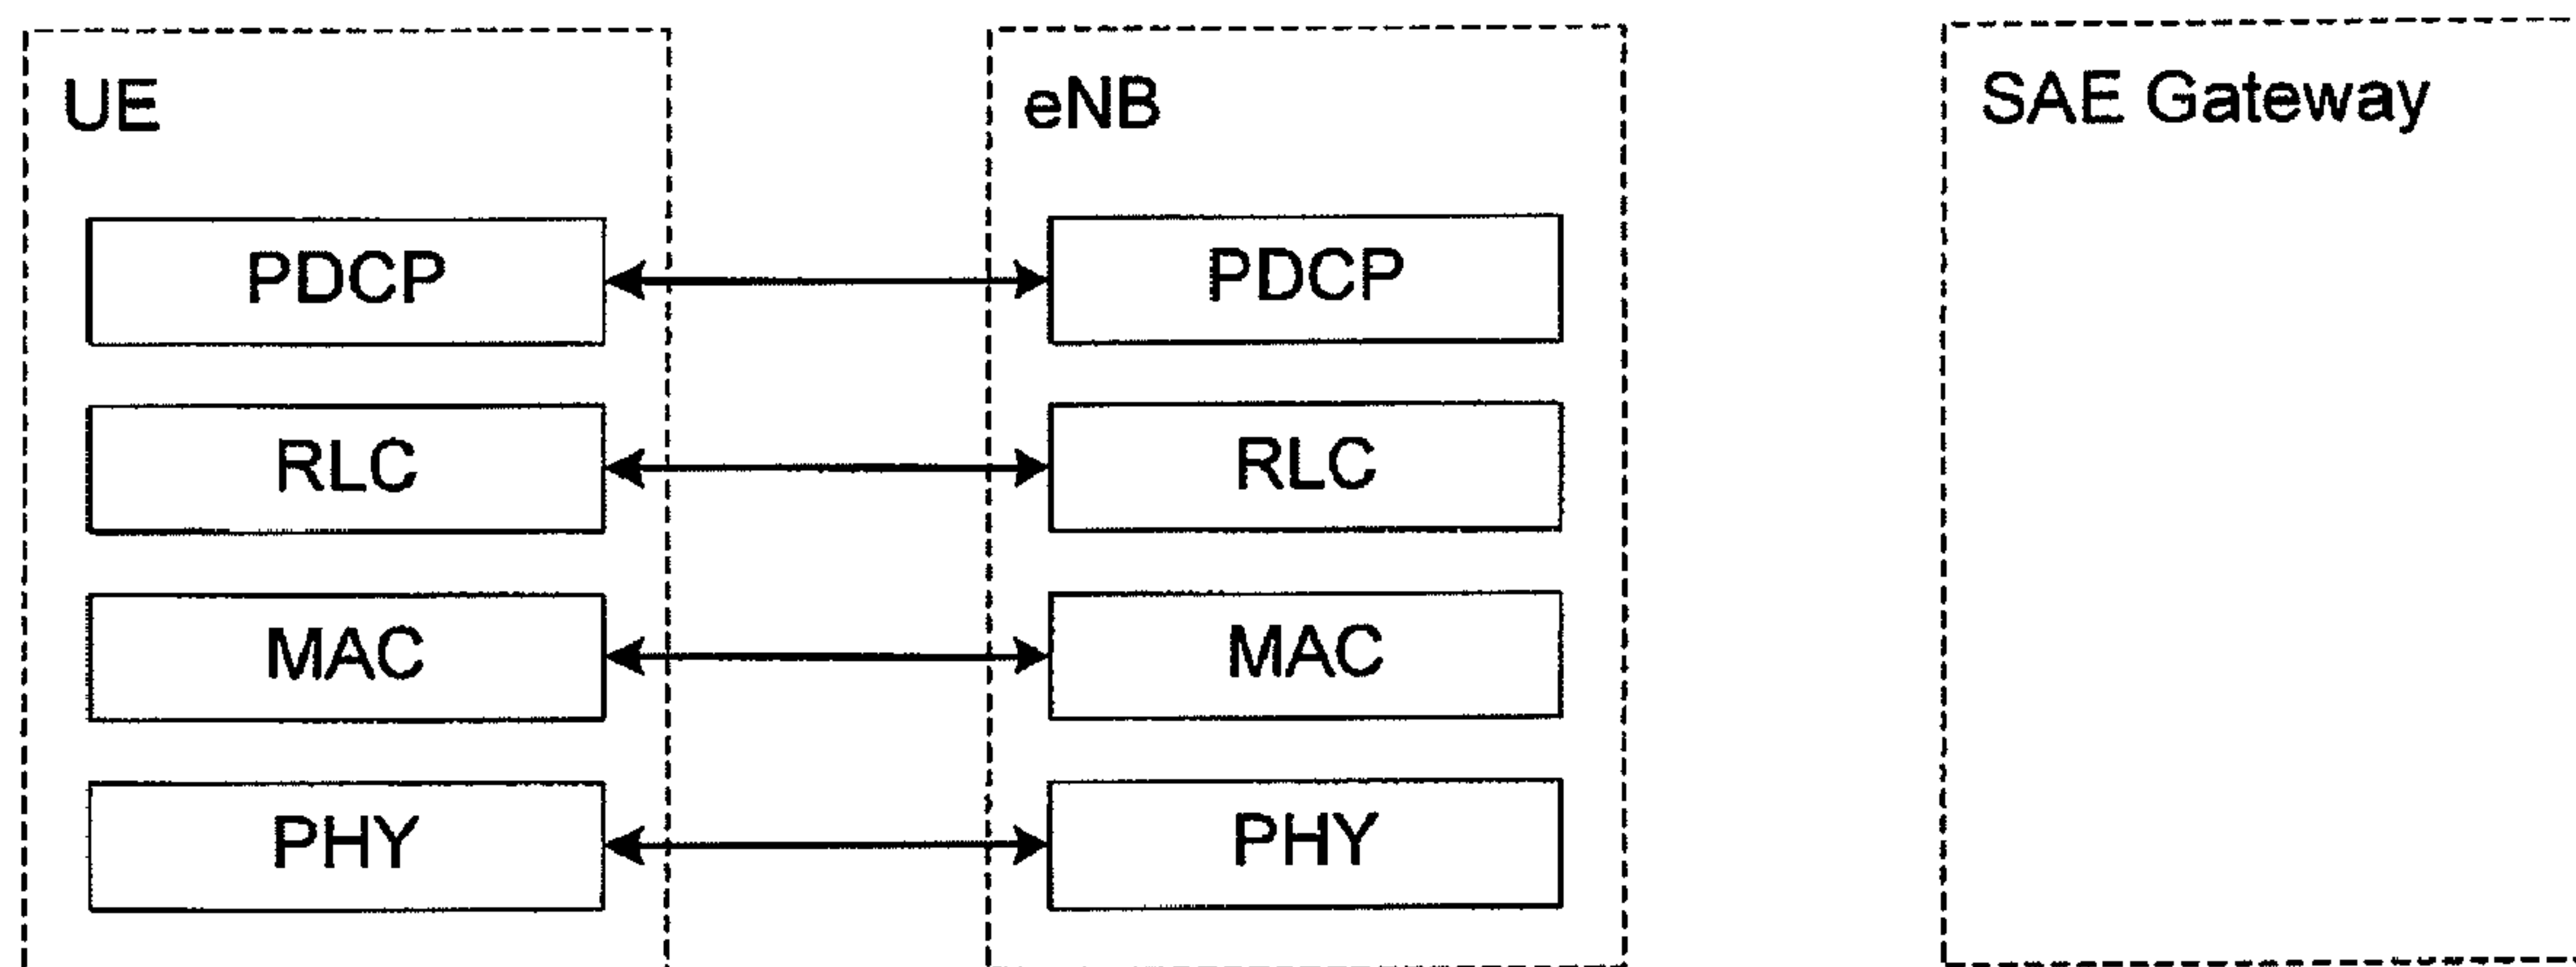 UE
eNB
SAE Gateway
PDCP
PDCP
RLC
RLC
MAC
MAC
PHY
PHY